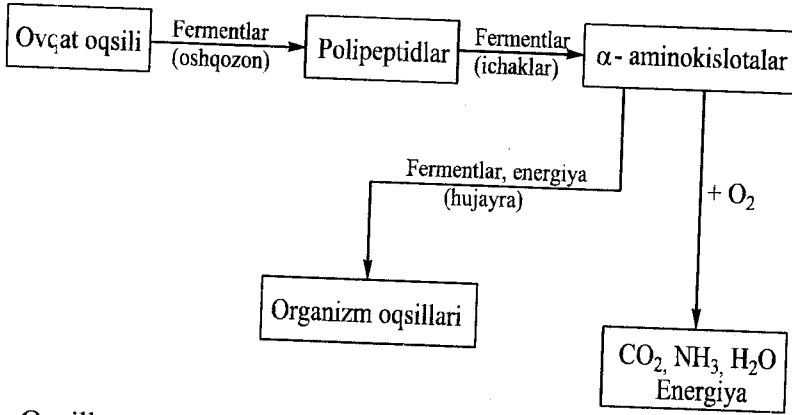 Ovqat oqsili
Fermentlar
(oshqozon)
Polipeptidlar
Fermentlar
(ichaklar)
α- aminokislotalar
Fermentlar, energiya
(hujayra)
+ O₂
Organizm oqsillari
CO₂, NH₃, H₂O
Energiya